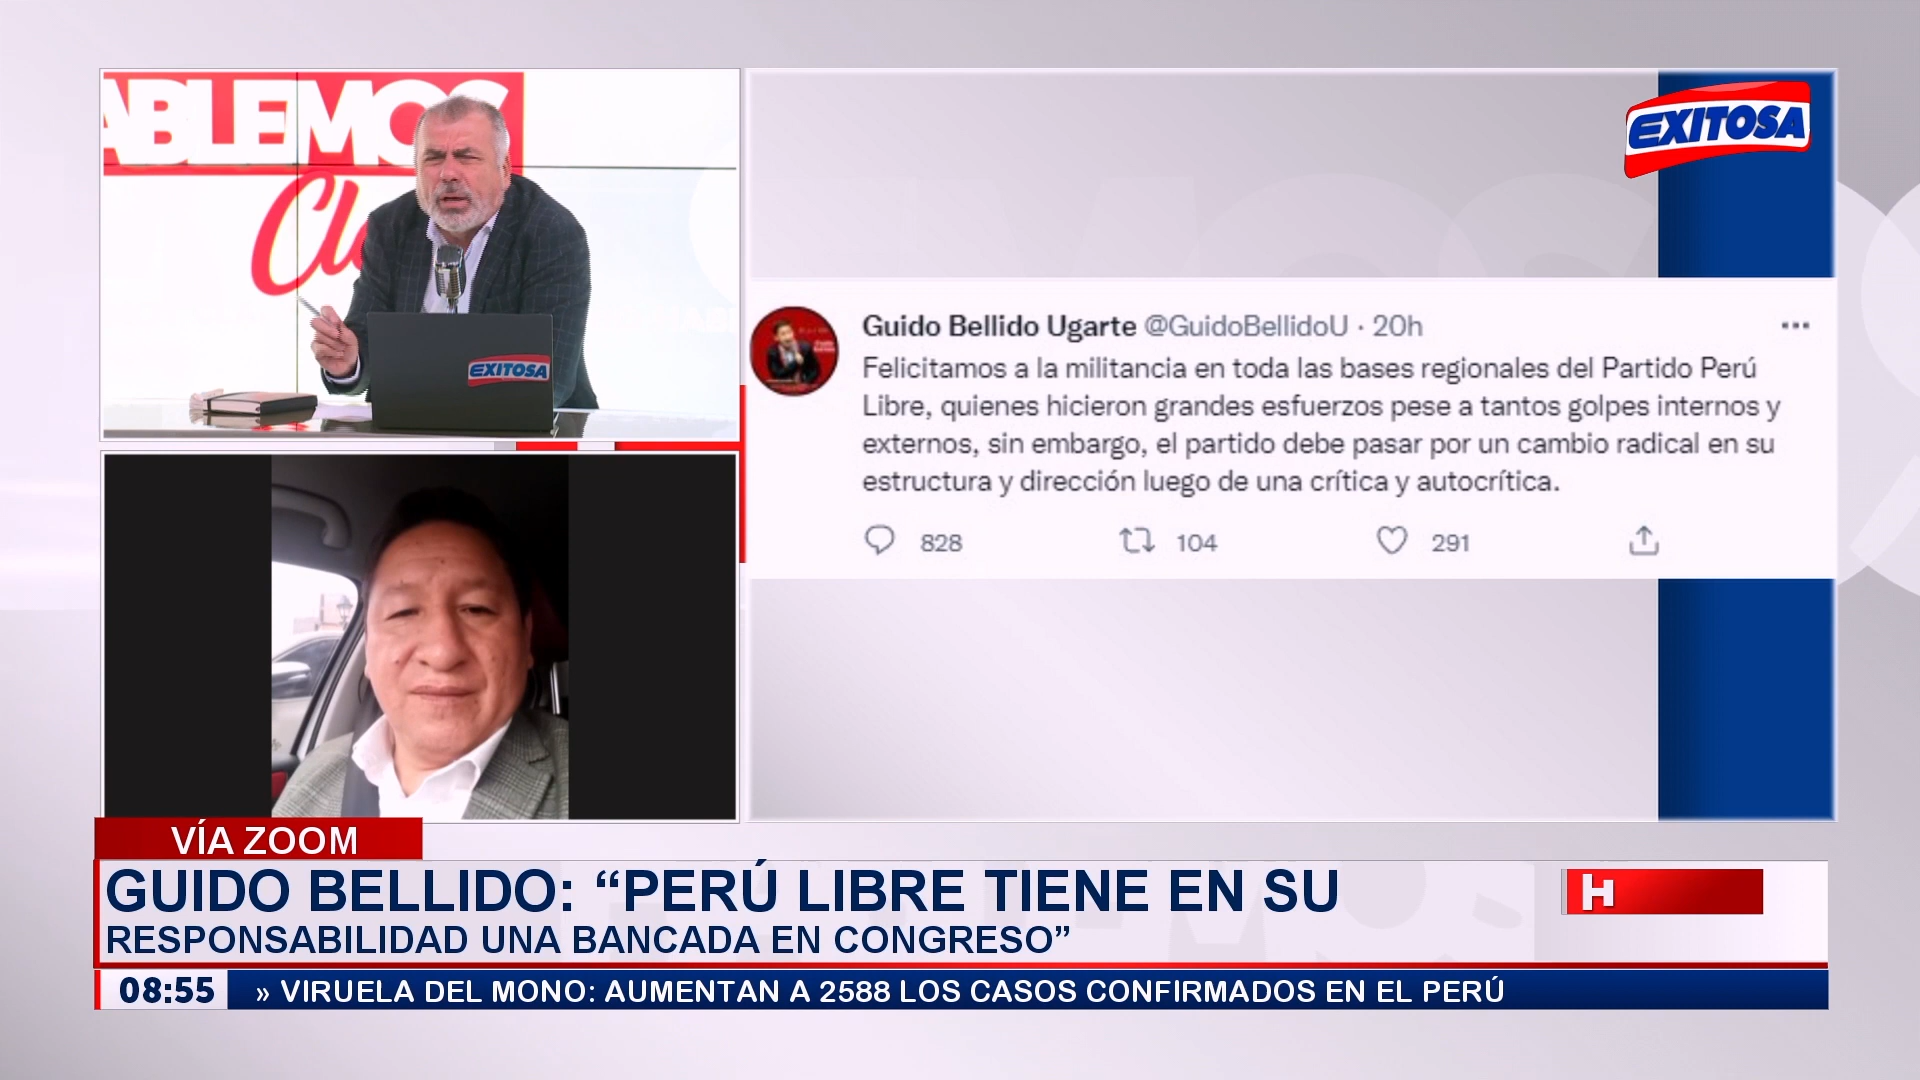 ABLEMOS
Cla
EXITOSA
EXITOSA
Guido Bellido Ugarte @GuidoBellidoU · 20h
Felicitamos a la militancia en toda las bases regionales del Partido Perú
Libre, quienes hicieron grandes esfuerzos pese a tantos golpes internos y
externos, sin embargo, el partido debe pasar por un cambio radical en su
estructura y dirección luego de una crítica y autocrítica.
828 104 291
VÍA ZOOM
GUIDO BELLIDO: “PERÚ LIBRE TIENE EN SU
RESPONSABILIDAD UNA BANCADA EN CONGRESO”
H
08:55 » VIRUELA DEL MONO: AUMENTAN A 2588 LOS CASOS CONFIRMADOS EN EL PERÚ